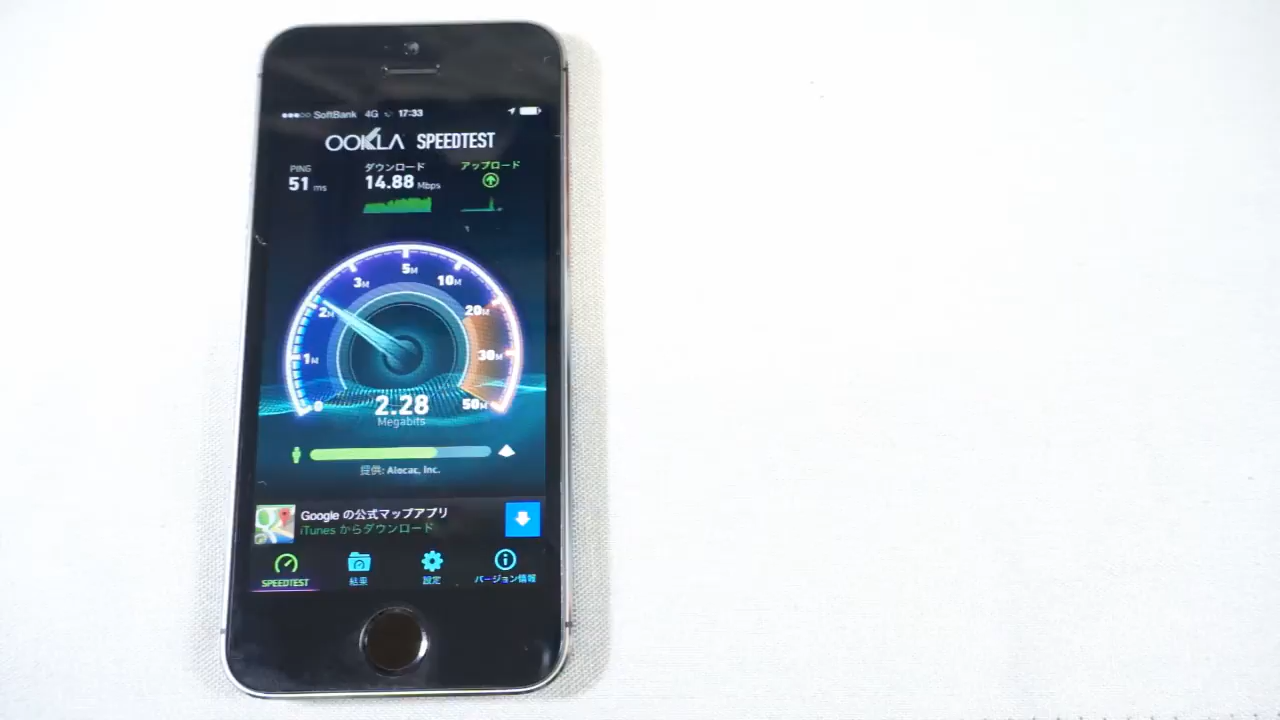 SoftBank 4G 17:33
OOKLA SPEEDTEST
PING ダウンロード アップロード
51 ms 14.88 Mbps
5M
3M 10M
2M 20M
1M 30M
0 50M
2.28
Megabits
提供: Alocac, Inc.
Google の公式マップアプリ
iTunes からダウンロード
SPEEDTEST 結果 設定 バージョン情報